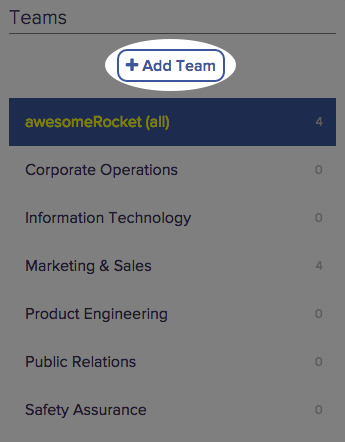 Teams
+ Add Team
awesomeRocket (all) 4
Corporate Operations 0
Information Technology 0
Marketing & Sales 4
Product Engineering 0
Public Relations 0
Safety Assurance 0